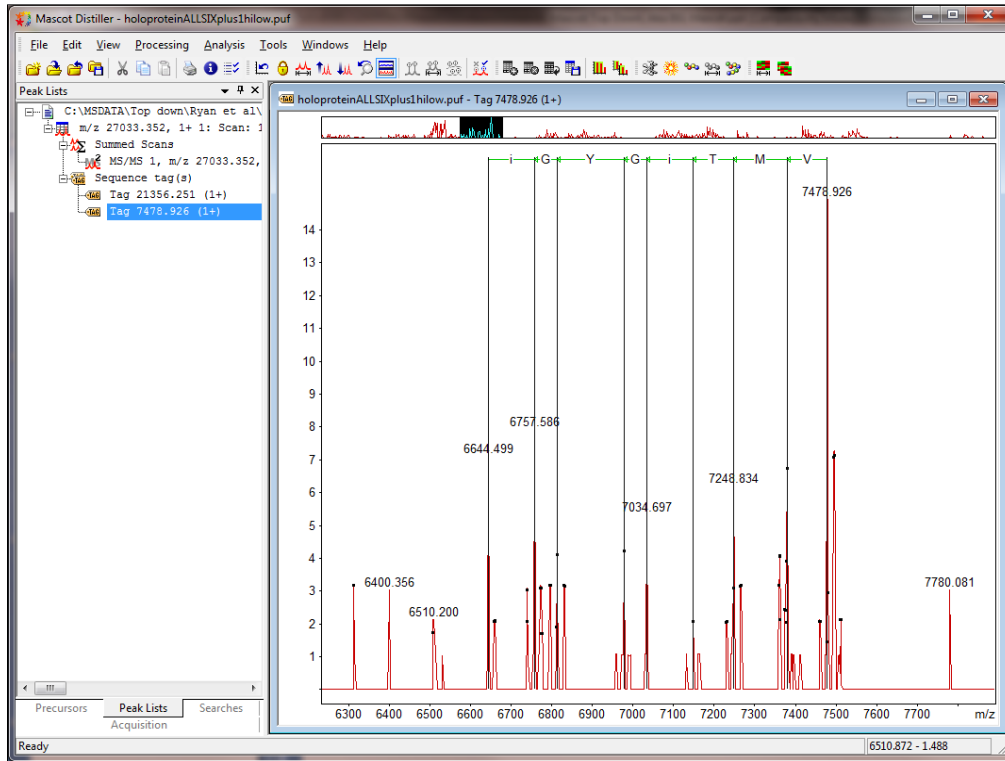 Mascot Distiller - holoproteinALLSIXplus1hilow.puf
File Edit View Processing Analysis Tools Windows Help
Peak Lists
C:\MSDATA\Top down\Ryan et al\
m/z 27033.352, 1+ 1: Scan: 1
Summed Scans
MS/MS 1, m/z 27033.352,
Sequence tag(s)
TAG Tag 21356.251 (1+)
TAG Tag 7478.926 (1+)
Precursors Peak Lists Searches
Acquisition
TAG holoproteinALLSIXplus1hilow.puf - Tag 7478.926 (1+)
i G Y G i T M V
7478.926
14
13
12
11
10
9
8
7
6
5
4
3
2
1
6757.586
6644.499
7248.834
7034.697
6400.356
7780.081
6510.200
6300 6400 6500 6600 6700 6800 6900 7000 7100 7200 7300 7400 7500 7600 7700 m/z
Ready
6510.872 - 1.488